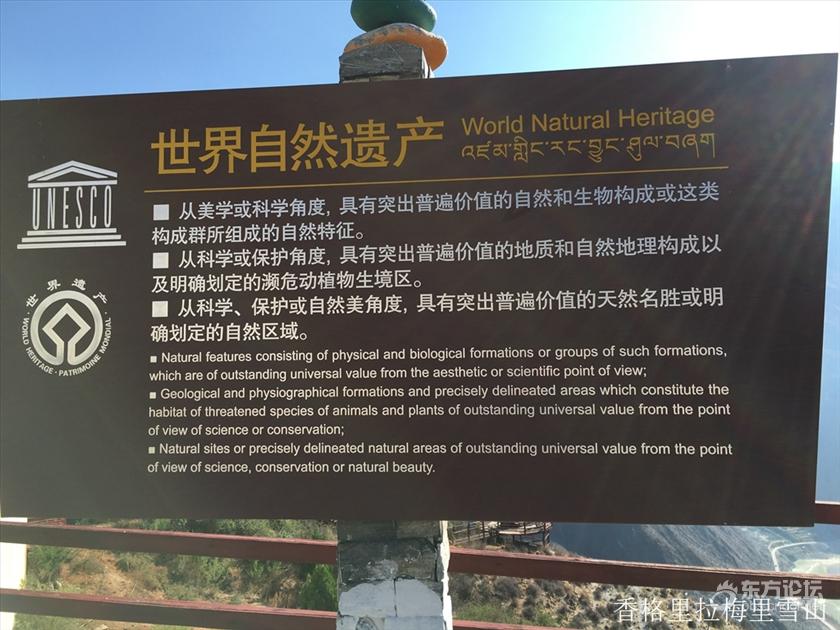 世界自然遗产
World Natural Heritage
འཛམ་གླིང་རང་བྱུང་ཤུལ་བཞག
UNESCO
世界遗产
· WORLD HERITAGE · PATRIMOINE MONDIAL ·
■ 从美学或科学角度，具有突出普遍价值的自然和生物构成或这类
构成群所组成的自然特征。
■ 从科学或保护角度，具有突出普遍价值的地质和自然地理构成以
及明确划定的濒危动植物生境区。
■ 从科学、保护或自然美角度，具有突出普遍价值的天然名胜或明
确划定的自然区域。
■ Natural features consisting of physical and biological formations or groups of such formations,
which are of outstanding universal value from the aesthetic or scientific point of view;
■ Geological and physiographical formations and precisely delineated areas which constitute the
habitat of threatened species of animals and plants of outstanding universal value from the point
of view of science or conservation;
■ Natural sites or precisely delineated natural areas of outstanding universal value from the point
of view of science, conservation or natural beauty.
东方论坛
香格里拉梅里雪山